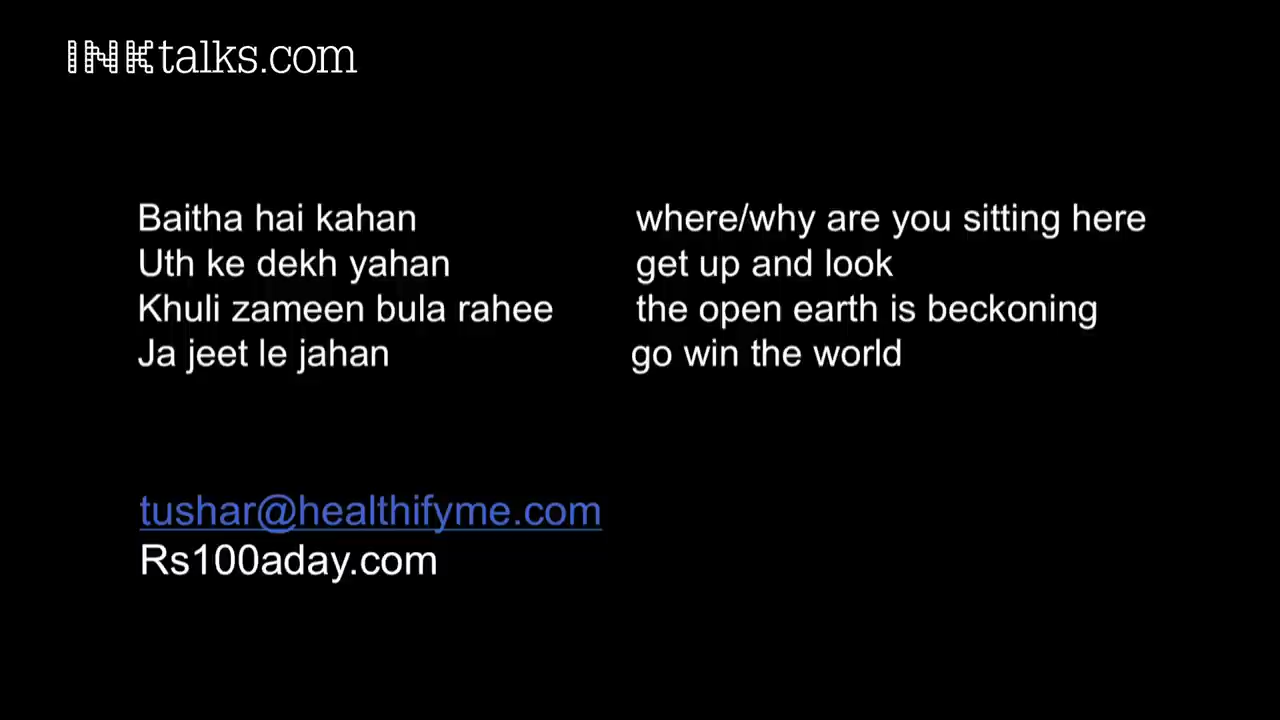 INKtalks.com
Baitha hai kahan where/why are you sitting here
Uth ke dekh yahan get up and look
Khuli zameen bula rahee the open earth is beckoning
Ja jeet le jahan go win the world
tushar@healthifyme.com
Rs100aday.com